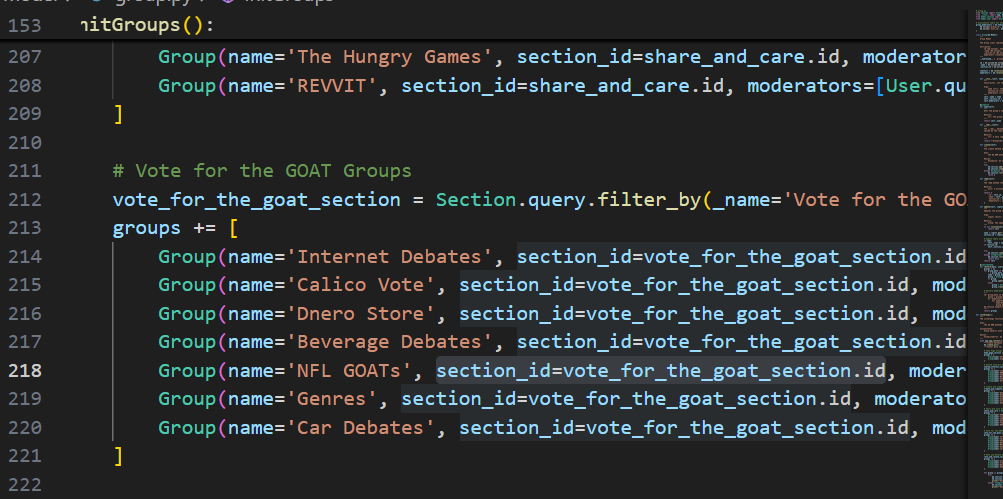 153 nitGroups():
207 Group(name='The Hungry Games', section_id=share_and_care.id, moderator
208 Group(name='REVVIT', section_id=share_and_care.id, moderators=[User.qu
209 ]
210
211 # Vote for the GOAT Groups
212 vote_for_the_goat_section = Section.query.filter_by(_name='Vote for the GO
213 groups += [
214 Group(name='Internet Debates', section_id=vote_for_the_goat_section.id
215 Group(name='Calico Vote', section_id=vote_for_the_goat_section.id, mod
216 Group(name='Dnero Store', section_id=vote_for_the_goat_section.id, mod
217 Group(name='Beverage Debates', section_id=vote_for_the_goat_section.id
218 Group(name='NFL GOATs', section_id=vote_for_the_goat_section.id, moder
219 Group(name='Genres', section_id=vote_for_the_goat_section.id, moderato
220 Group(name='Car Debates', section_id=vote_for_the_goat_section.id, mod
221 ]
222